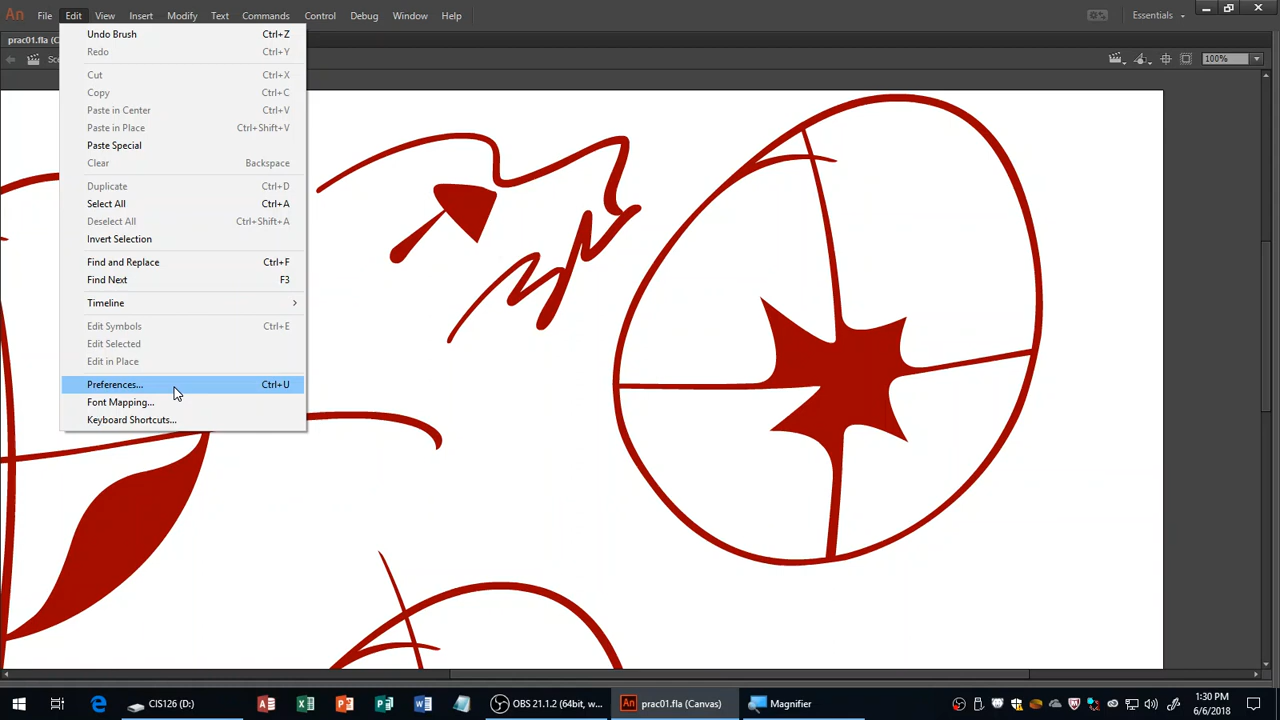 An File Edit View Insert Modify Text Commands Control Debug Window Help Essentials
prac01.fla (C
100%
Undo Brush Ctrl+Z
Redo Ctrl+Y
Cut Ctrl+X
Copy Ctrl+C
Paste in Center Ctrl+V
Paste in Place Ctrl+Shift+V
Paste Special
Clear Backspace
Duplicate Ctrl+D
Select All Ctrl+A
Deselect All Ctrl+Shift+A
Invert Selection
Find and Replace Ctrl+F
Find Next F3
Timeline
Edit Symbols Ctrl+E
Edit Selected
Edit in Place
Preferences... Ctrl+U
Font Mapping...
Keyboard Shortcuts...
CIS126 (D:) OBS 21.1.2 (64bit, w... An prac01.fla (Canvas) Magnifier
1:30 PM
6/6/2018